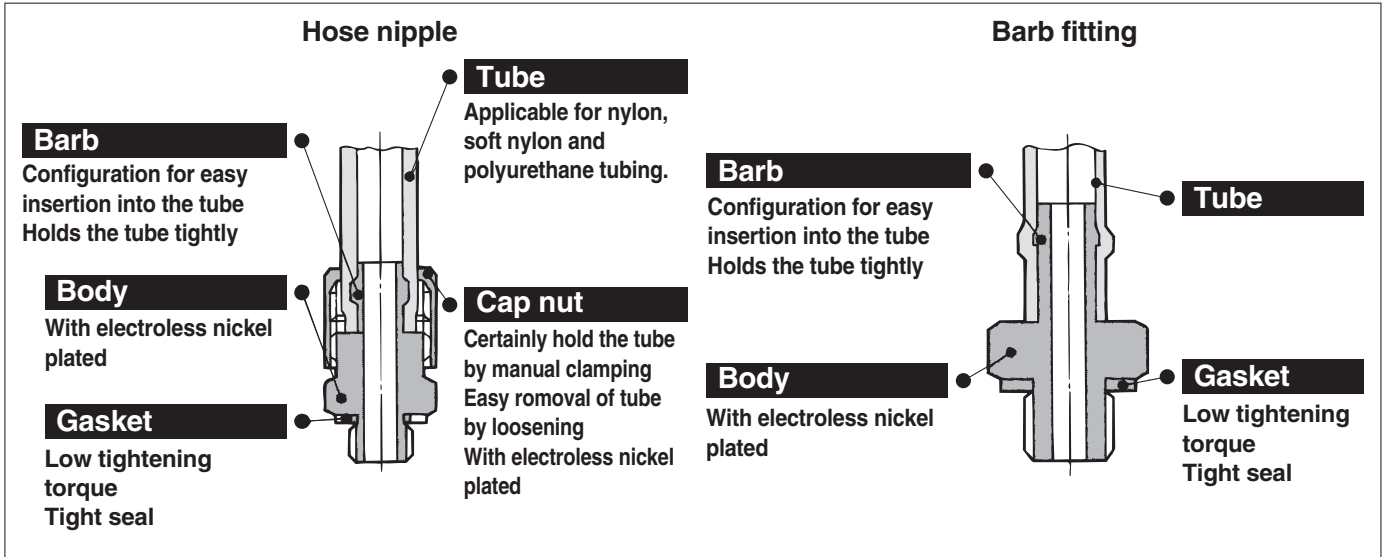 Hose nipple
Tube
Applicable for nylon,
soft nylon and
polyurethane tubing.
Barb
Configuration for easy
insertion into the tube
Holds the tube tightly
Body
With electroless nickel
plated
Cap nut
Certainly hold the tube
by manual clamping
Easy romoval of tube
by loosening
With electroless nickel
plated
Gasket
Low tightening
torque
Tight seal
Barb fitting
Barb
Configuration for easy
insertion into the tube
Holds the tube tightly
Tube
Body
With electroless nickel
plated
Gasket
Low tightening
torque
Tight seal